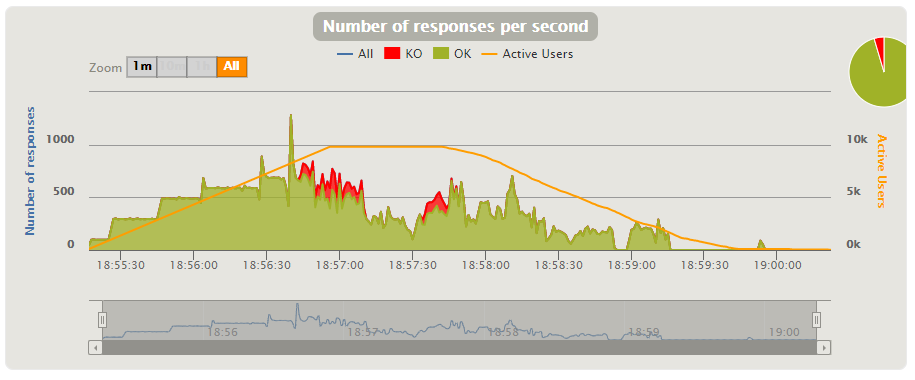 Number of responses per second
All KO OK Active Users
Zoom 1m 10m 1h All
Number of responses
1000
500
0
10k
5k
0k
Active Users
18:55:30 18:56:00 18:56:30 18:57:00 18:57:30 18:58:00 18:58:30 18:59:00 18:59:30 19:00:00
18:56 18:57 18:58 18:59 19:00